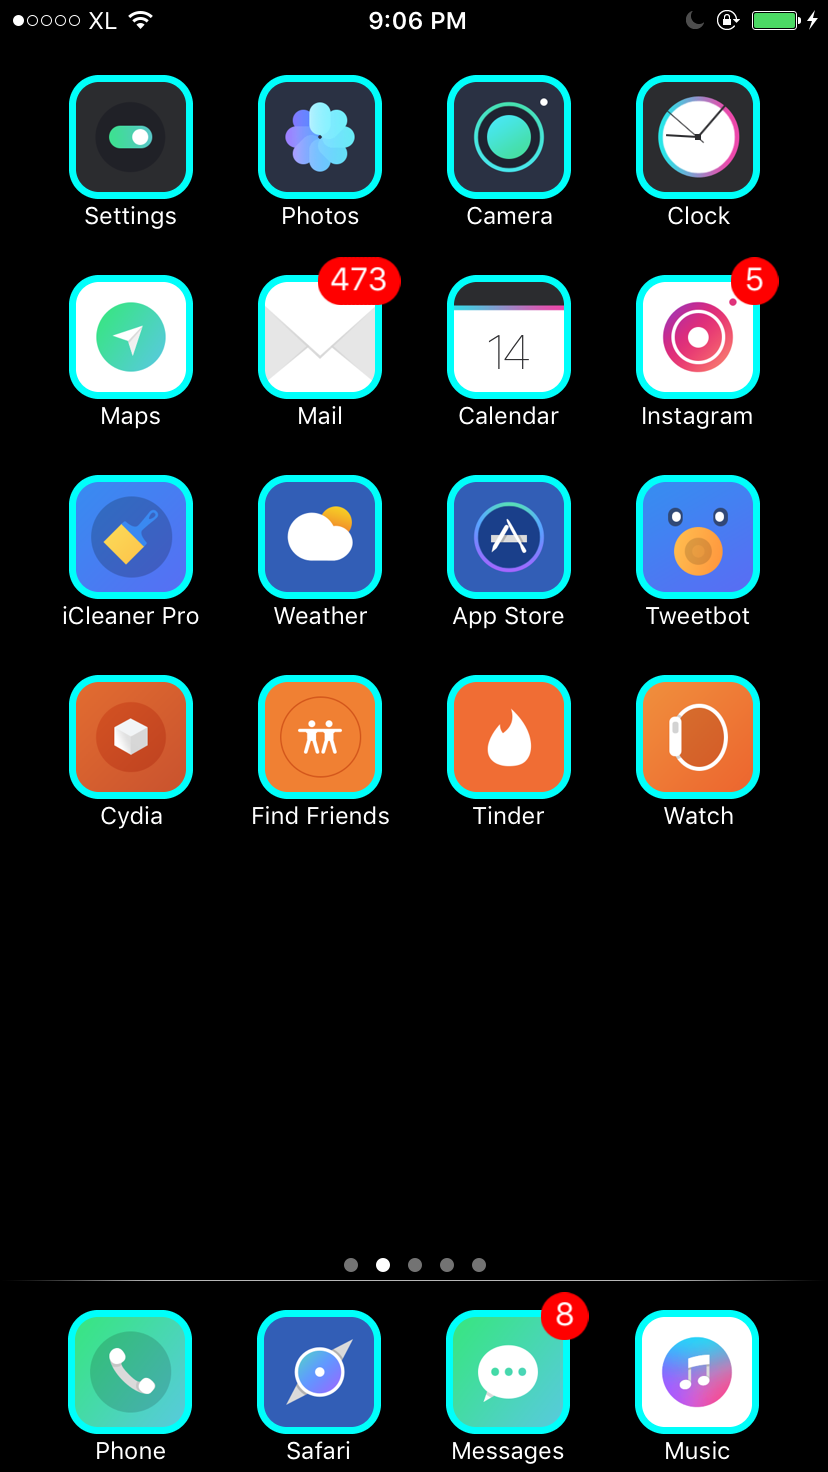 XL 9:06 PM
Settings Photos Camera Clock
473 5
14
Maps Mail Calendar Instagram
iCleaner Pro Weather App Store Tweetbot
Cydia Find Friends Tinder Watch
8
Phone Safari Messages Music